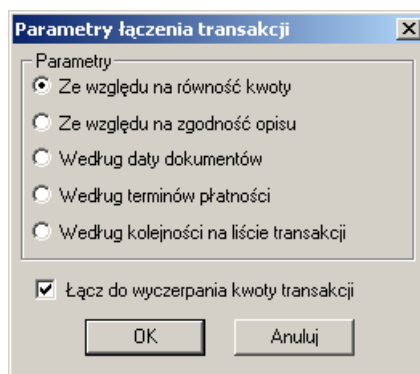 Parametry łączenia transakcji
Parametry
Ze względu na równość kwoty
Ze względu na zgodność opisu
Według daty dokumentów
Według terminów płatności
Według kolejności na liście transakcji
Łącz do wyczerpania kwoty transakcji
OK
Anuluj